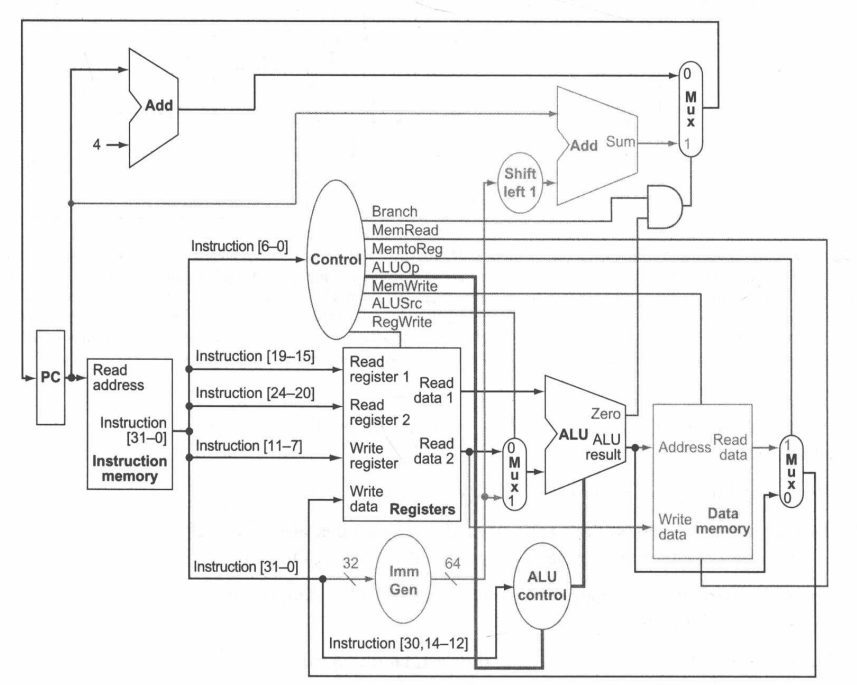 0
M
u
x
1
Add
4
Add Sum
Shift
left 1
Branch
MemRead
MemtoReg
ALUOp
MemWrite
ALUSrc
RegWrite
Instruction [6–0]
Control
PC
Read
address
Instruction
[31–0]
Instruction
memory
Instruction [19–15]
Instruction [24–20]
Instruction [11–7]
Read
register 1
Read
register 2
Write
register
Write
data
Read
data 1
Read
data 2
Registers
0
M
u
x
1
Zero
ALU
ALU
result
Address
Read
data
Write
data
Data
memory
1
M
u
x
0
Instruction [31–0]
32
Imm
Gen
64
ALU
control
Instruction [30,14–12]